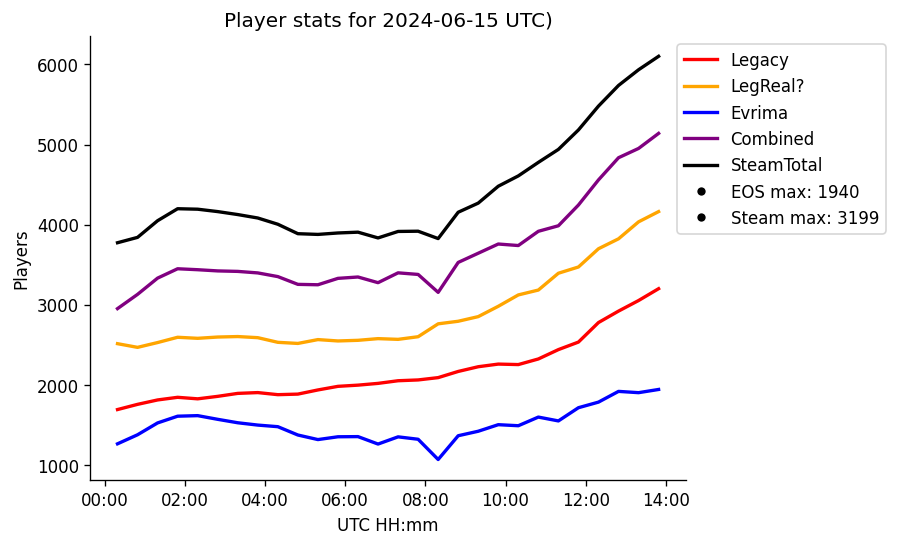 Player stats for 2024-06-15 UTC)
Legacy
LegReal?
Evrima
Combined
SteamTotal
EOS max: 1940
Steam max: 3199
Players
6000
5000
4000
3000
2000
1000
00:00 02:00 04:00 06:00 08:00 10:00 12:00 14:00
UTC HH:mm